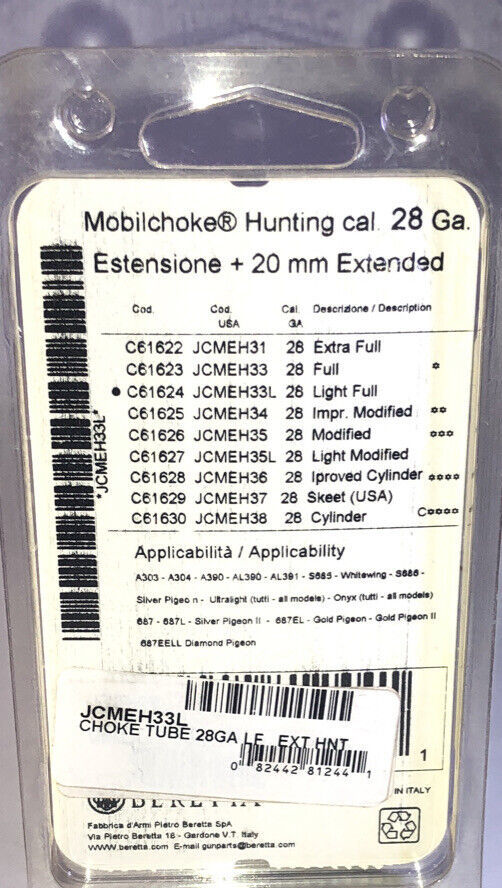 Mobilchoke® Hunting cal. 28 Ga.
Estensione + 20 mm Extended
Cod. Cod. USA Cal. GA Descrizione / Description
C61622 JCMEH31 28 Extra Full
C61623 JCMEH33 28 Full *
• C61624 JCMEH33L 28 Light Full
C61625 JCMEH34 28 Impr. Modified **
C61626 JCMEH35 28 Modified ***
C61627 JCMEH35L 28 Light Modified
C61628 JCMEH36 28 Iproved Cylinder ****
C61629 JCMEH37 28 Skeet (USA)
C61630 JCMEH38 28 Cylinder C****
*JCMEH33L*
Applicabilità / Applicability
A303 - A304 - A390 - AL390 - AL391 - S685 - Whitewing - S686 -
Silver Pigeon - Ultralight (tutti - all models) - Onyx (tutti - all models)
687 - 687L - Silver Pigeon II - 687EL - Gold Pigeon - Gold Pigeon II
687EELL Diamond Pigeon
JCMEH33L
CHOKE TUBE 28GA LF EXT HNT
0 82442 81244 1
1
BERETTA
IN ITALY
Fabbrica d'Armi Pietro Beretta SpA
Via Pietro Beretta 18 - Gardone V.T. Italy
www.beretta.com E-mail gunparts@beretta.com